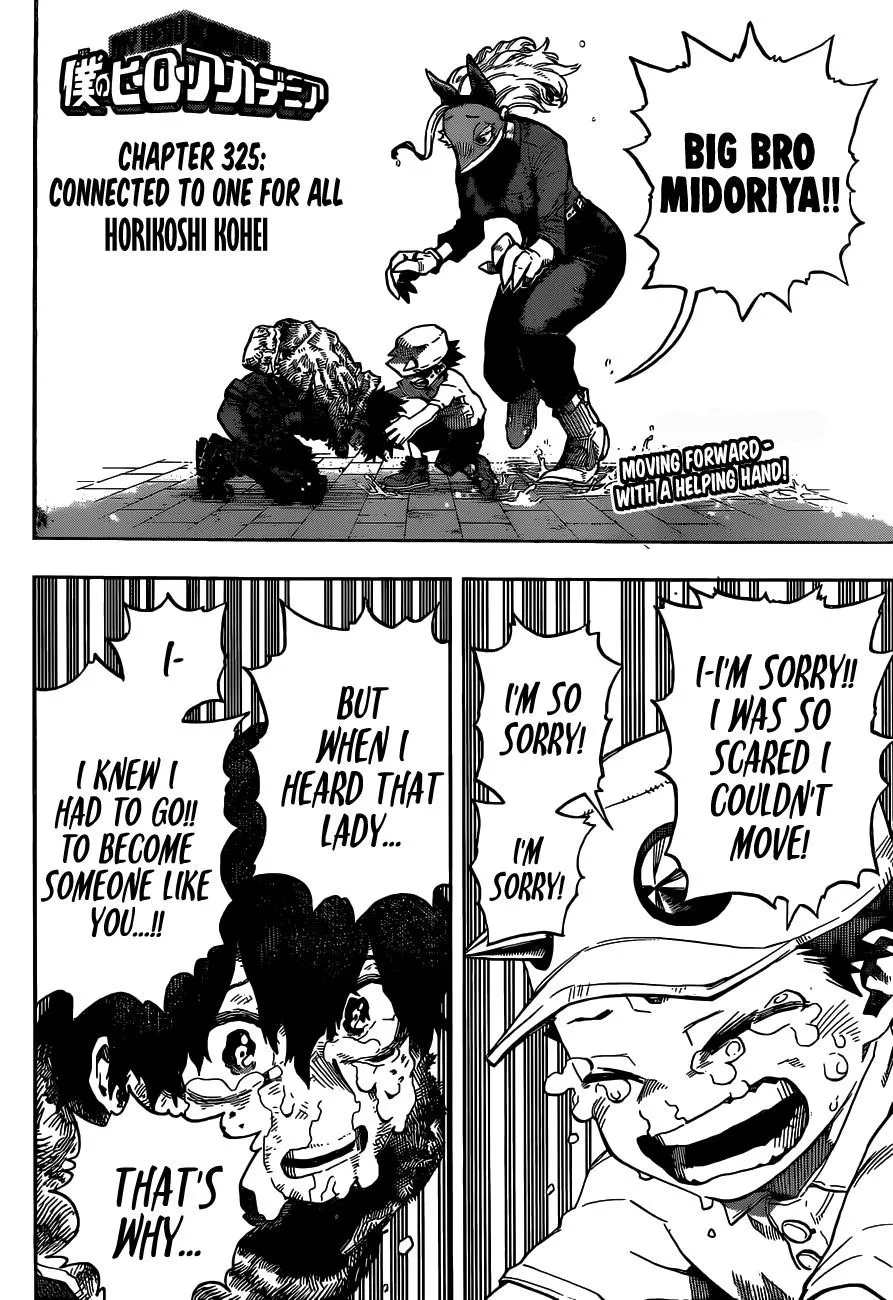 僕のヒーローアカデミア
CHAPTER 325:
CONNECTED TO ONE FOR ALL
HORIKOSHI KOHEI
BIG BRO
MIDORIYA!!
MOVING FORWARD -
WITH A HELPING HAND!
I-I'M SORRY!!
I WAS SO
SCARED I
COULDN'T
MOVE!
I'M SO
SORRY!
I'M
SORRY!
BUT
WHEN I
HEARD THAT
LADY...
I-
I KNEW I
HAD TO GO!!
TO BECOME
SOMEONE LIKE
YOU...!!
THAT'S
WHY...